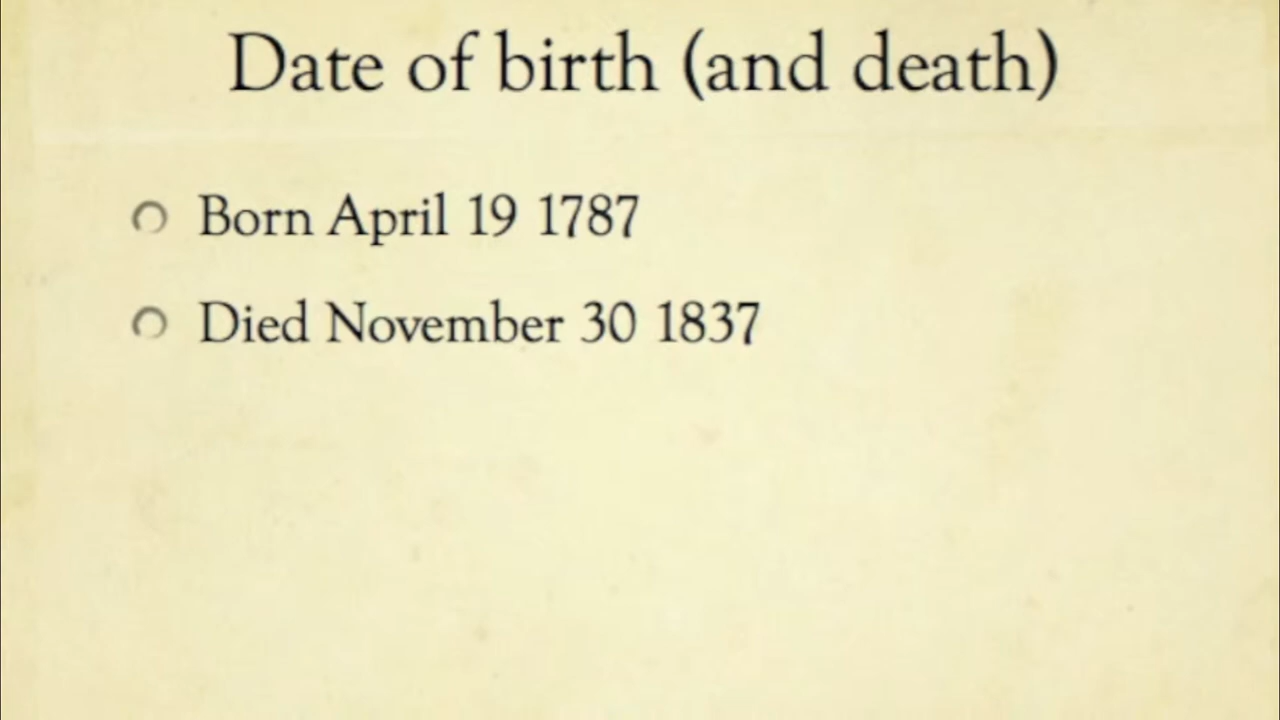 Date of birth (and death)
Born April 19 1787
Died November 30 1837